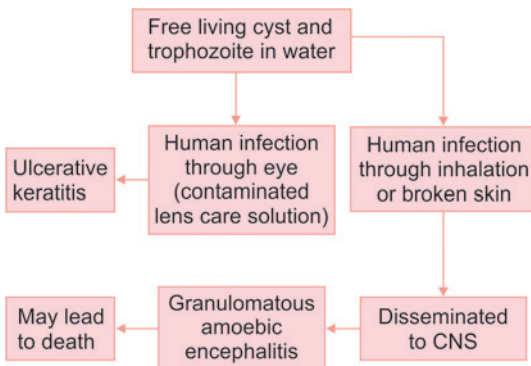 Free living cyst and
trophozoite in water
Human infection
through eye
(contaminated
lens care solution)
Ulcerative
keratitis
Human infection
through inhalation
or broken skin
Disseminated
to CNS
Granulomatous
amoebic
encephalitis
May lead
to death